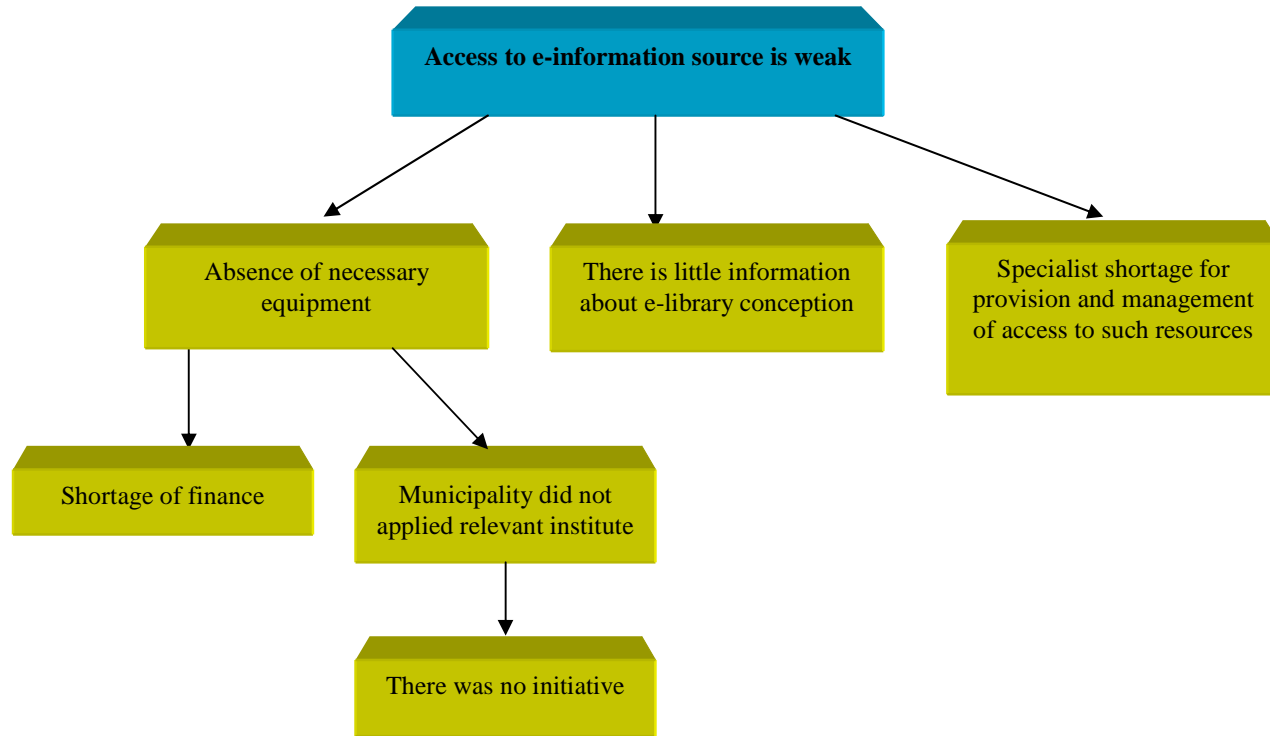 Access to e-information source is weak
Absence of necessary
equipment
There is little information
about e-library conception
Specialist shortage for
provision and management
of access to such resources
Shortage of finance
Municipality did not
applied relevant institute
There was no initiative